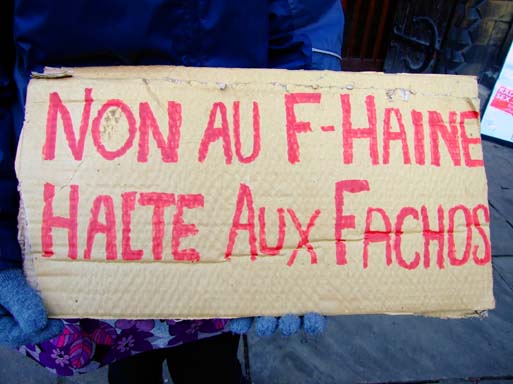 NON AU F-HAINE
HALTE AUX FACHOS